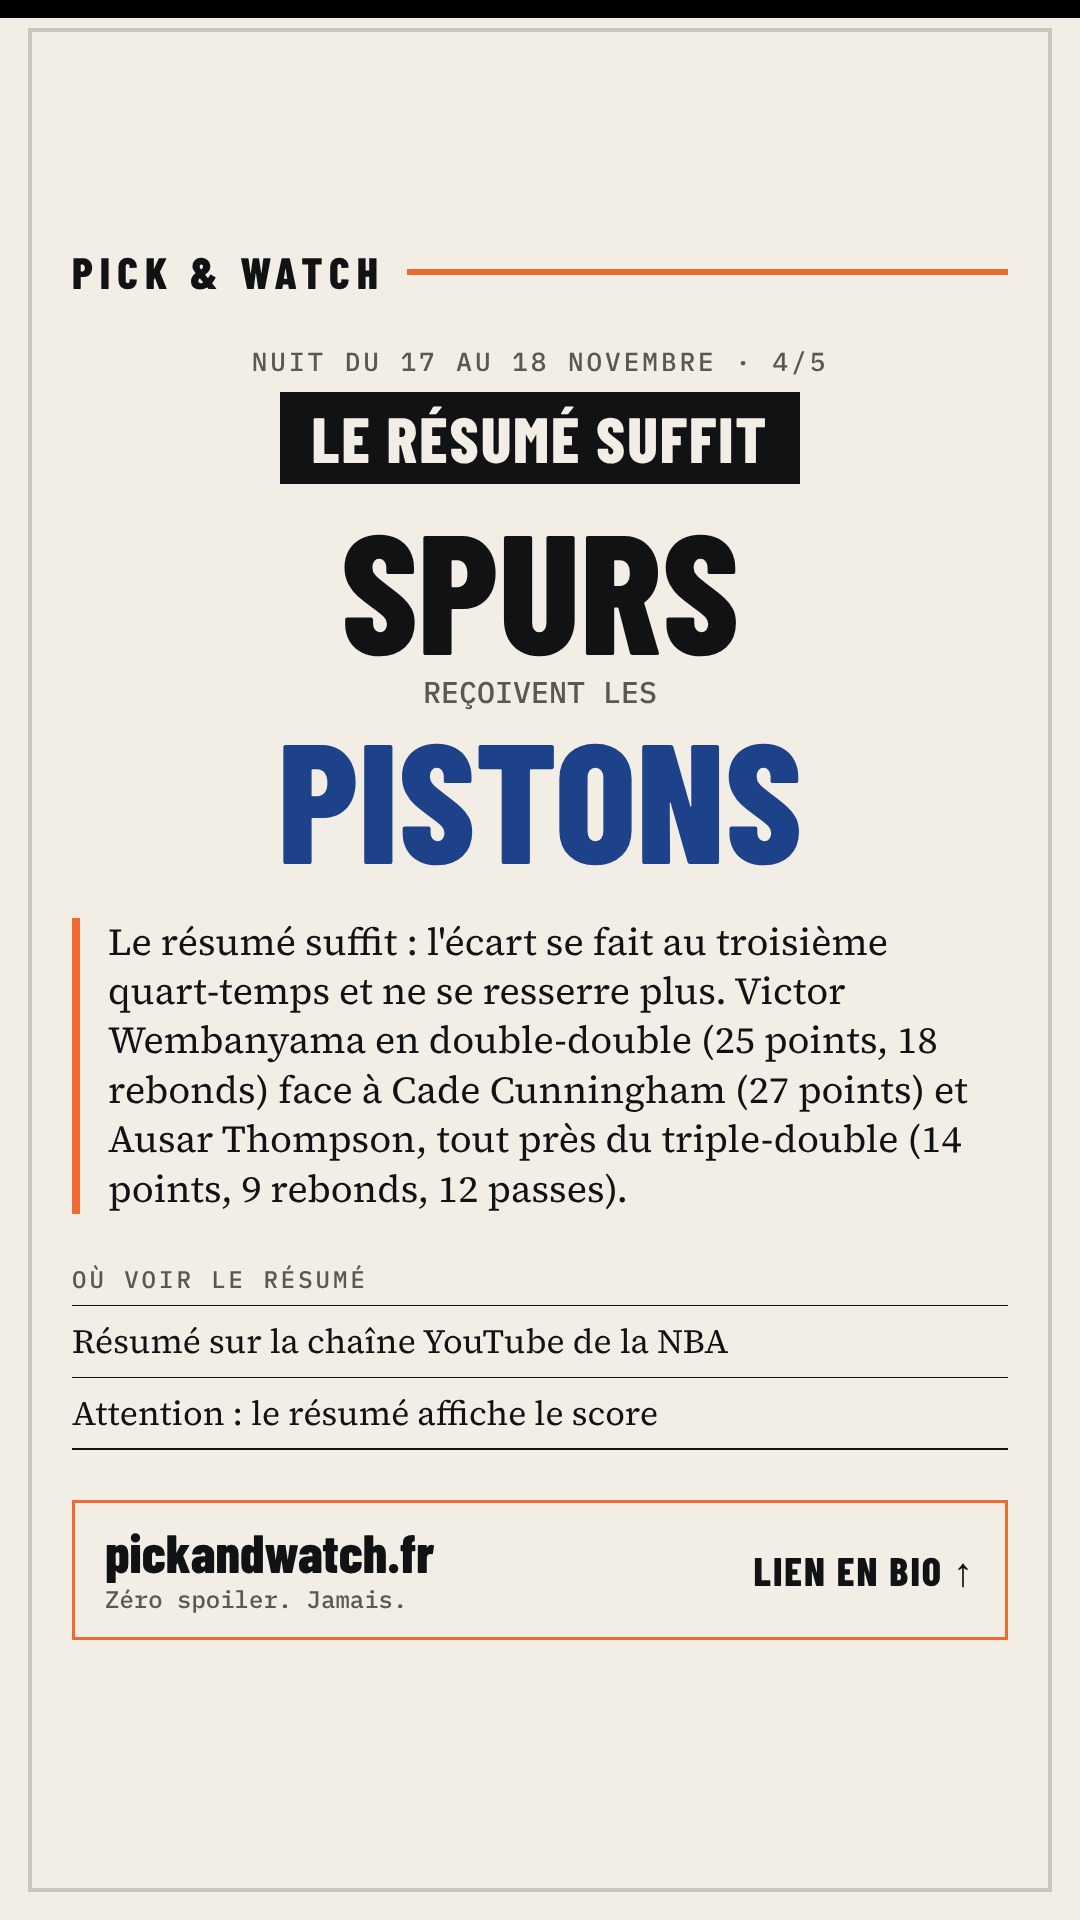 PICK & WATCH
NUIT DU 17 AU 18 NOVEMBRE · 4/5
LE RÉSUMÉ SUFFIT
SPURS
REÇOIVENT LES
PISTONS
Le résumé suffit : l'écart se fait au troisième
quart-temps et ne se resserre plus. Victor
Wembanyama en double-double (25 points, 18
rebonds) face à Cade Cunningham (27 points) et
Ausar Thompson, tout près du triple-double (14
points, 9 rebonds, 12 passes).
OÙ VOIR LE RÉSUMÉ
Résumé sur la chaîne YouTube de la NBA
Attention : le résumé affiche le score
pickandwatch.fr
Zéro spoiler. Jamais.
LIEN EN BIO ↑